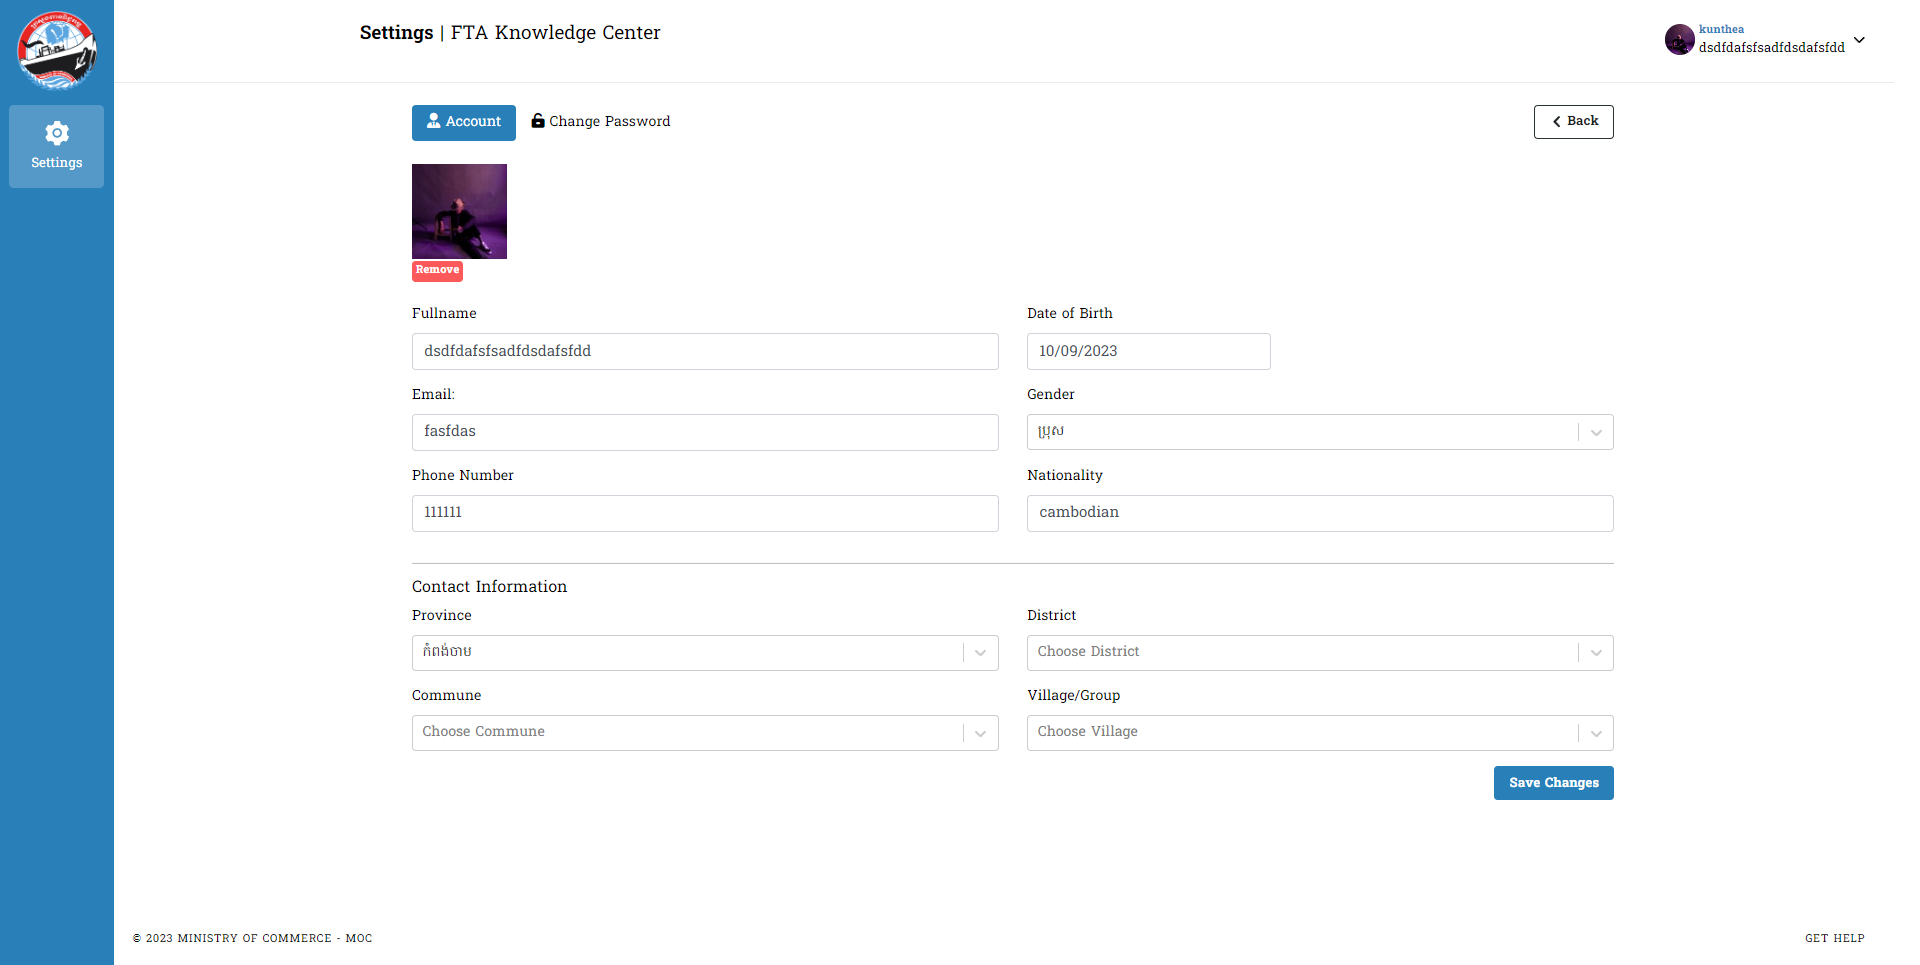 Settings | FTA Knowledge Center
kunthea
dsdfdafsfsadfdsdafsfdd
Settings
Account
Change Password
Back
Remove
Fullname
Date of Birth
dsdfdafsfsadfdsdafsfdd
10/09/2023
Email:
Gender
fasfdas
ប្រុស
Phone Number
Nationality
111111
cambodian
Contact Information
Province
District
កំពង់ចាម
Choose District
Commune
Village/Group
Choose Commune
Choose Village
Save Changes
© 2023 MINISTRY OF COMMERCE - MOC
GET HELP